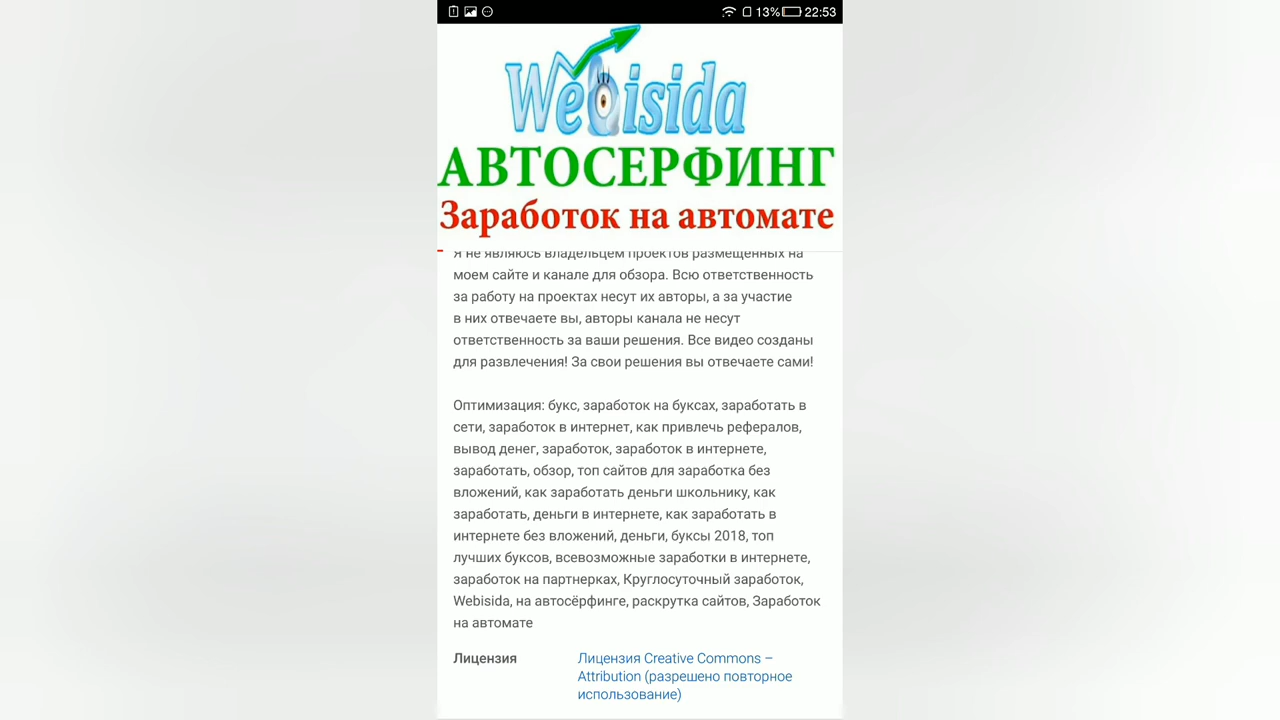 13% 22:53
Webisida
АВТОСЕРФИНГ
Заработок на автомате
Я не являюсь владельцем проектов размещенных на
моем сайте и канале для обзора. Всю ответственность
за работу на проектах несут их авторы, а за участие
в них отвечаете вы, авторы канала не несут
ответственность за ваши решения. Все видео созданы
для развлечения! За свои решения вы отвечаете сами!
Оптимизация: букс, заработок на буксах, заработать в
сети, заработок в интернет, как привлечь рефералов,
вывод денег, заработок, заработок в интернете,
заработать, обзор, топ сайтов для заработка без
вложений, как заработать деньги школьнику, как
заработать, деньги в интернете, как заработать в
интернете без вложений, деньги, буксы 2018, топ
лучших буксов, всевозможные заработки в интернете,
заработок на партнерках, Круглосуточный заработок,
Webisida, на автосёрфинге, раскрутка сайтов, Заработок
на автомате
Лицензия Лицензия Creative Commons –
Attribution (разрешено повторное
использование)